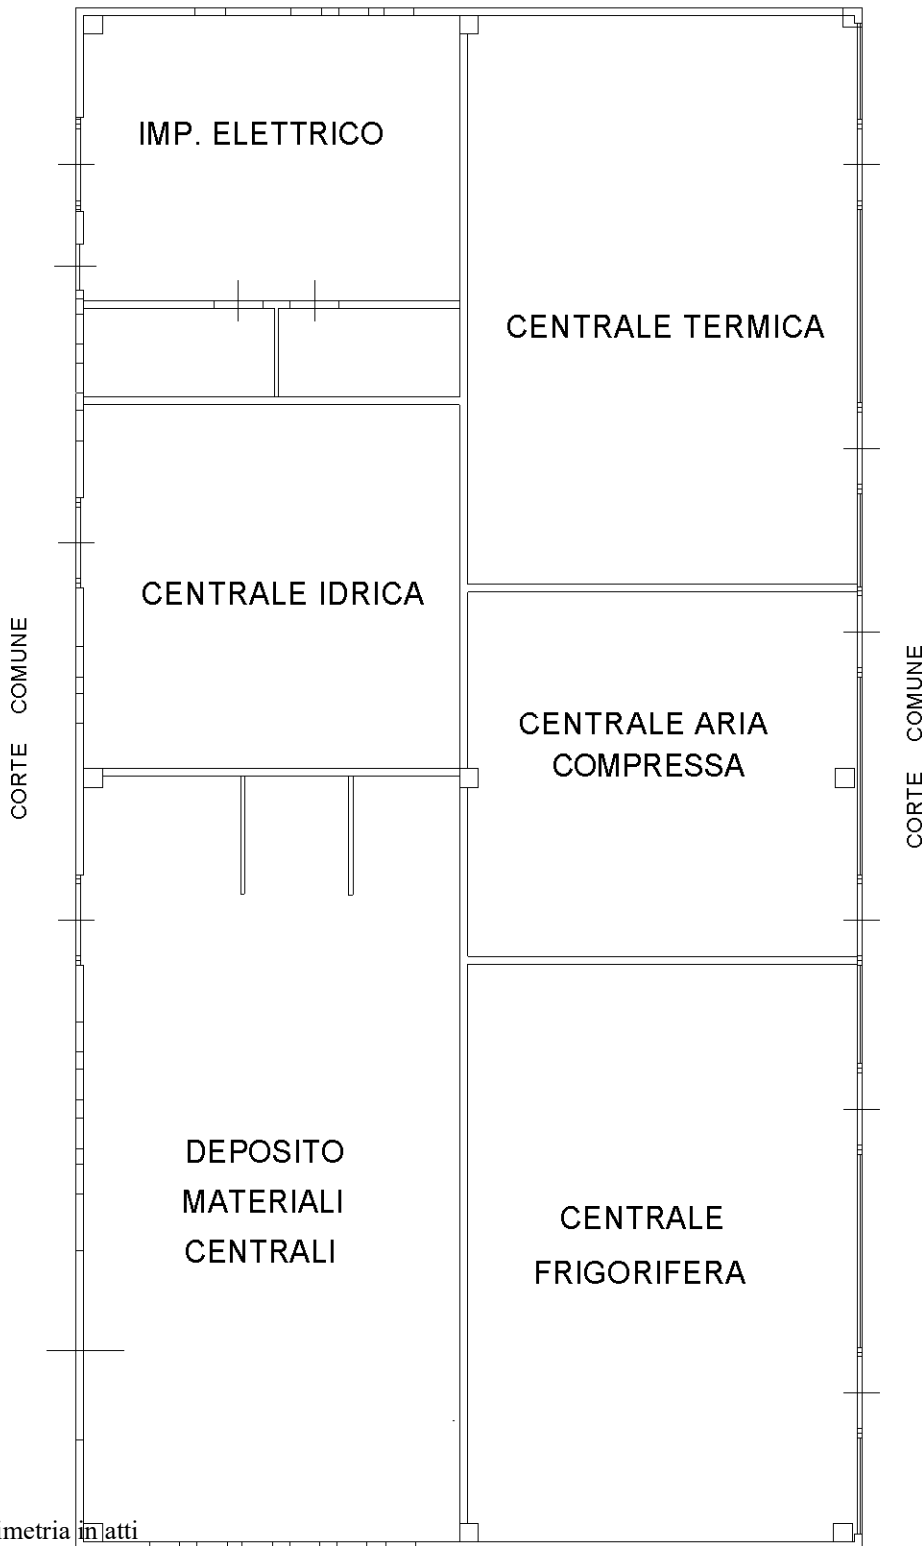 IMP. ELETTRICO
CENTRALE TERMICA
CENTRALE IDRICA
CORTE COMUNE
CENTRALE ARIA
COMPRESSA
CORTE COMUNE
DEPOSITO
MATERIALI
CENTRALI
CENTRALE
FRIGORIFERA
in atti